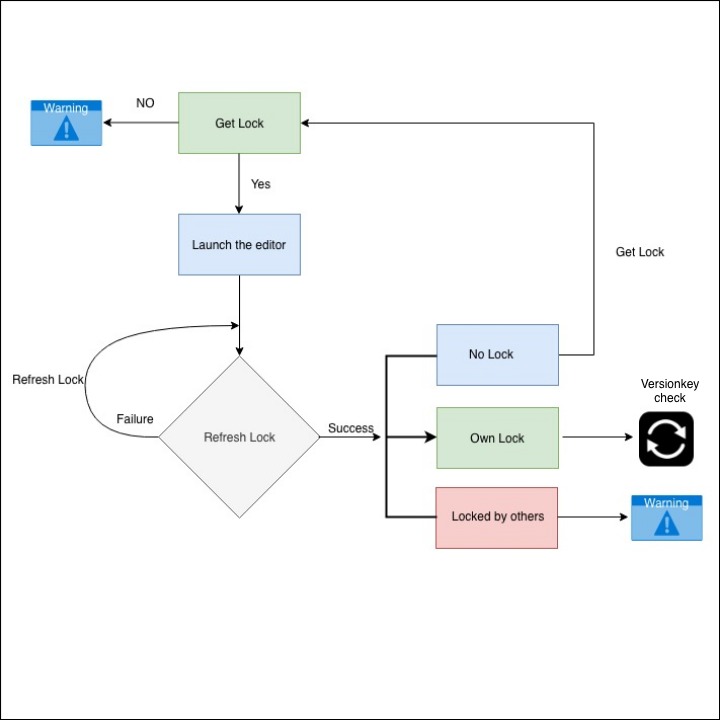 Warning
NO
Get Lock
Yes
Launch the editor
Get Lock
No Lock
Refresh Lock
Versionkey
check
Failure
Refresh Lock
Success
Own Lock
Locked by others
Warning